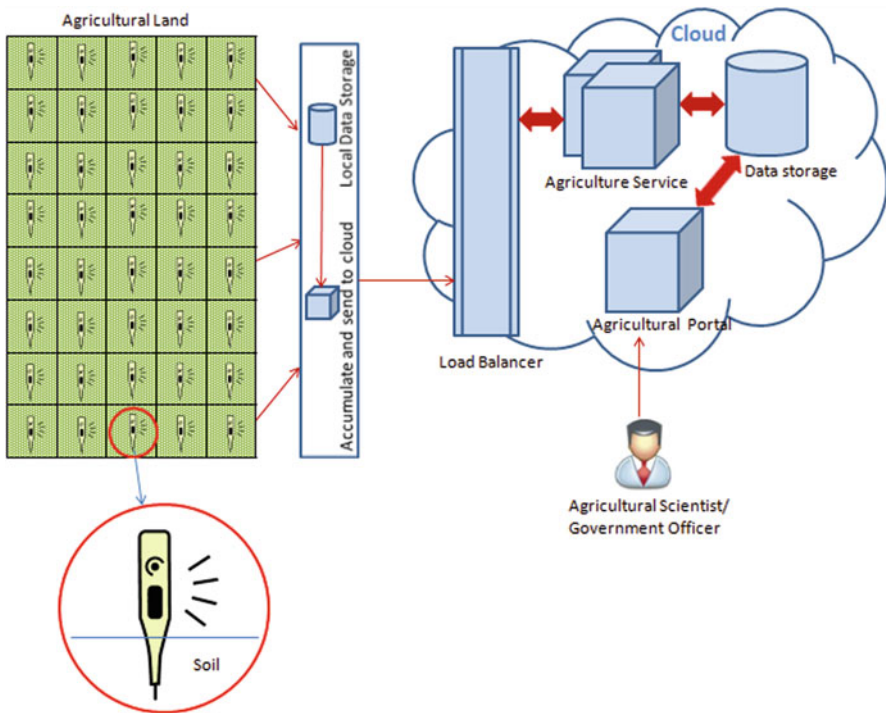 Agricultural Land
Local Data Storage
Accumulate and send to cloud
Cloud
Agriculture Service
Data storage
Agricultural Portal
Load Balancer
Agricultural Scientist/
Government Officer
Soil